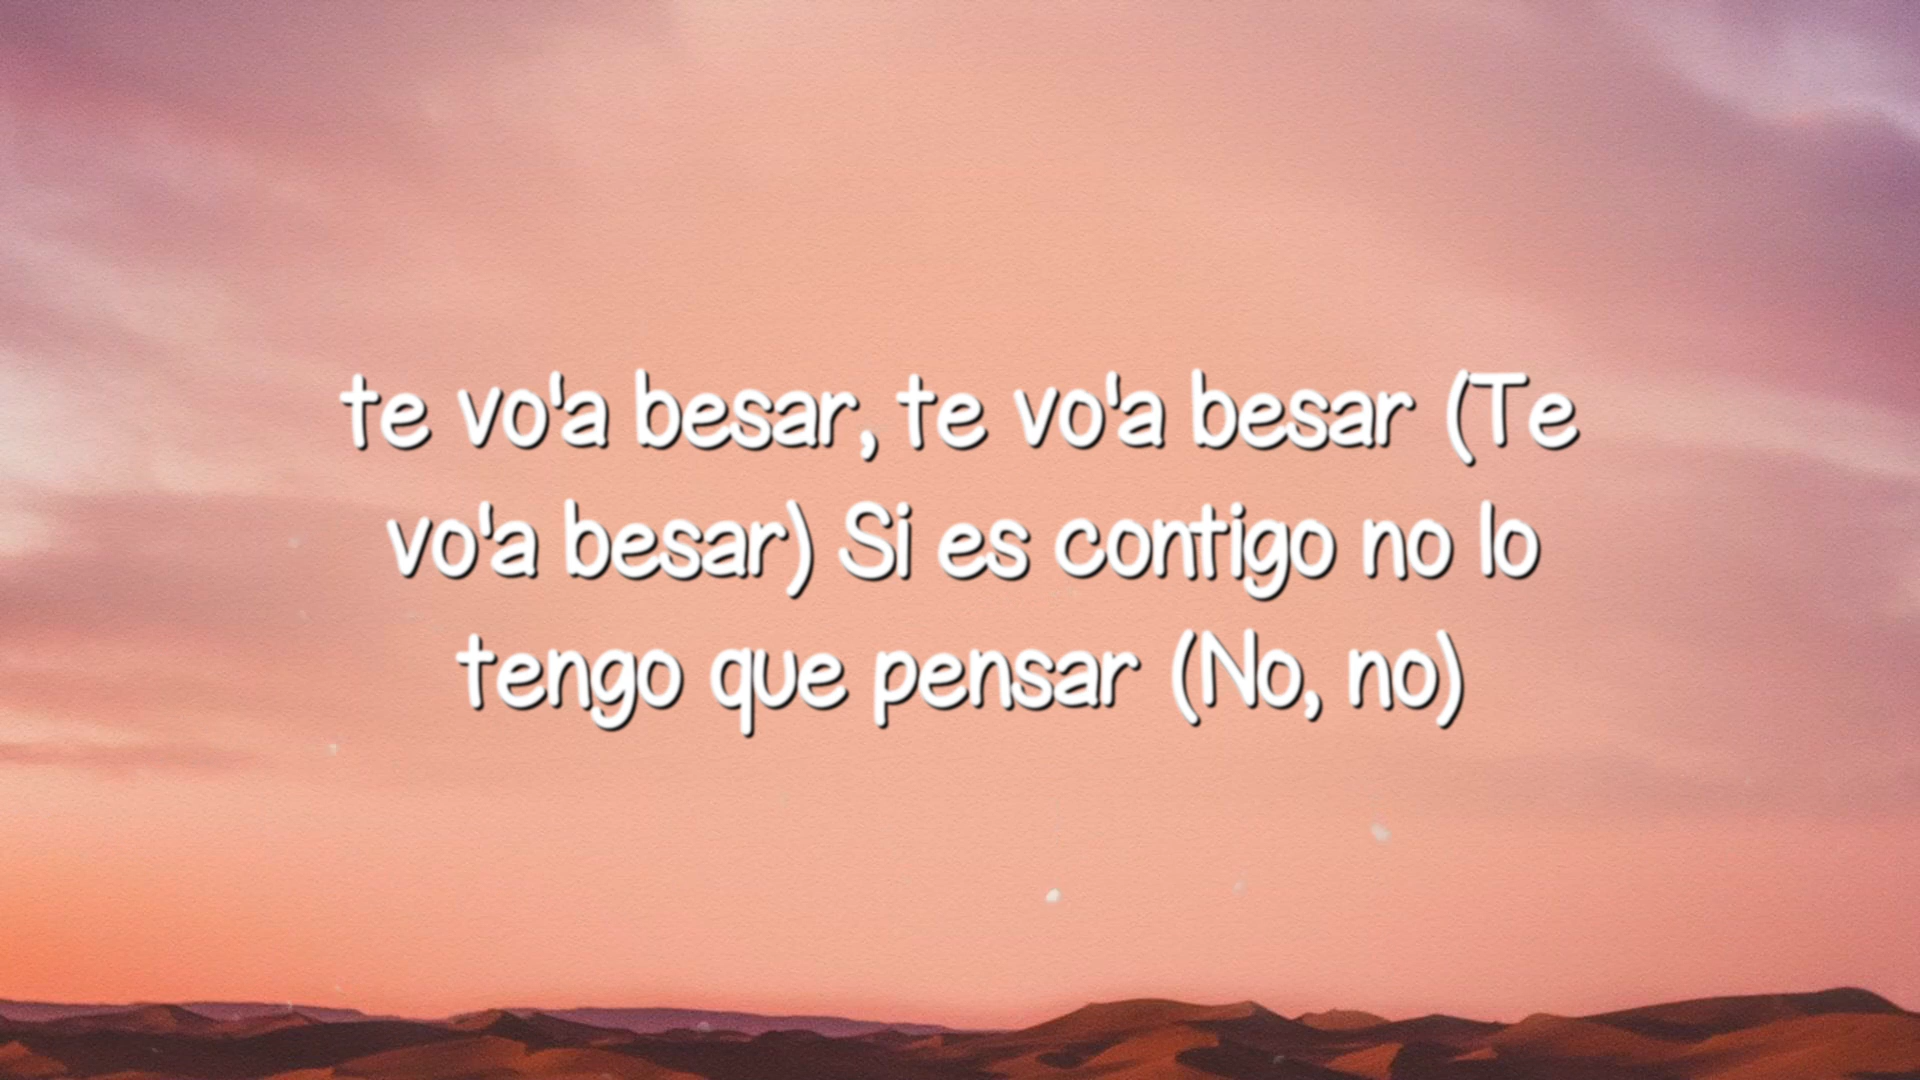 te vo'a besar, te vo'a besar (Te
vo'a besar) Si es contigo no lo
tengo que pensar (No, no)